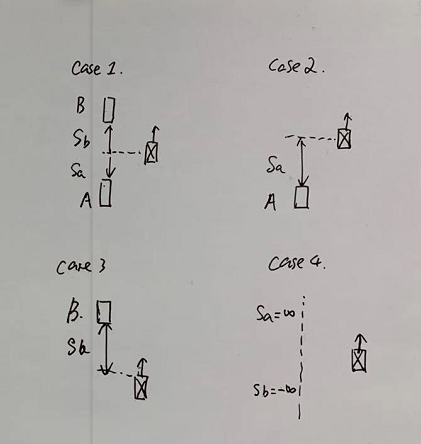 Case 1.
B
Sb
Sa
A
Case 2.
Sa
A
Case 3
B.
Sb
Case 4.
Sa=∞
Sb=-∞